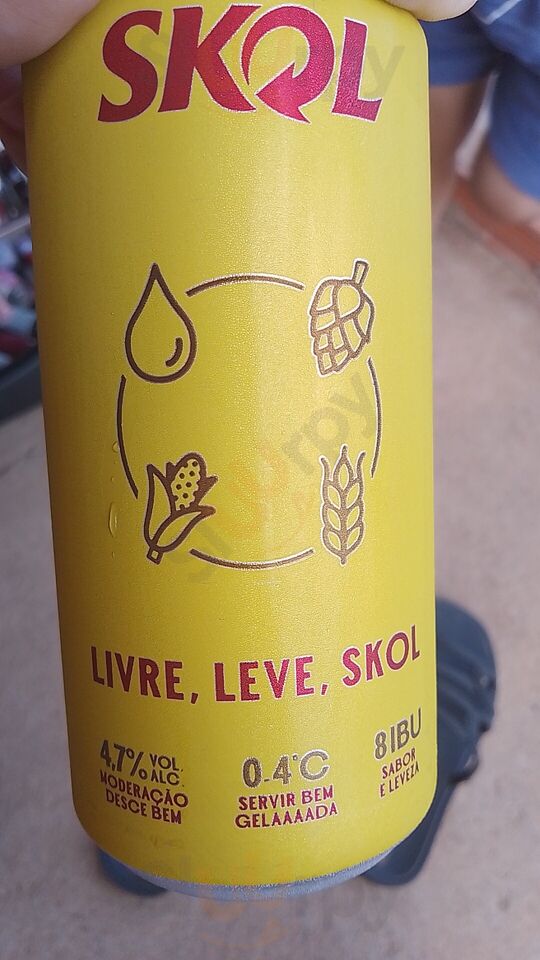 SKOL
LIVRE, LEVE, SKOL
4,7% VOL. ALC.
MODERAÇÃO
DESCE BEM
0-4°C
SERVIR BEM
GELAAAADA
8 IBU
SABOR
E LEVEZA